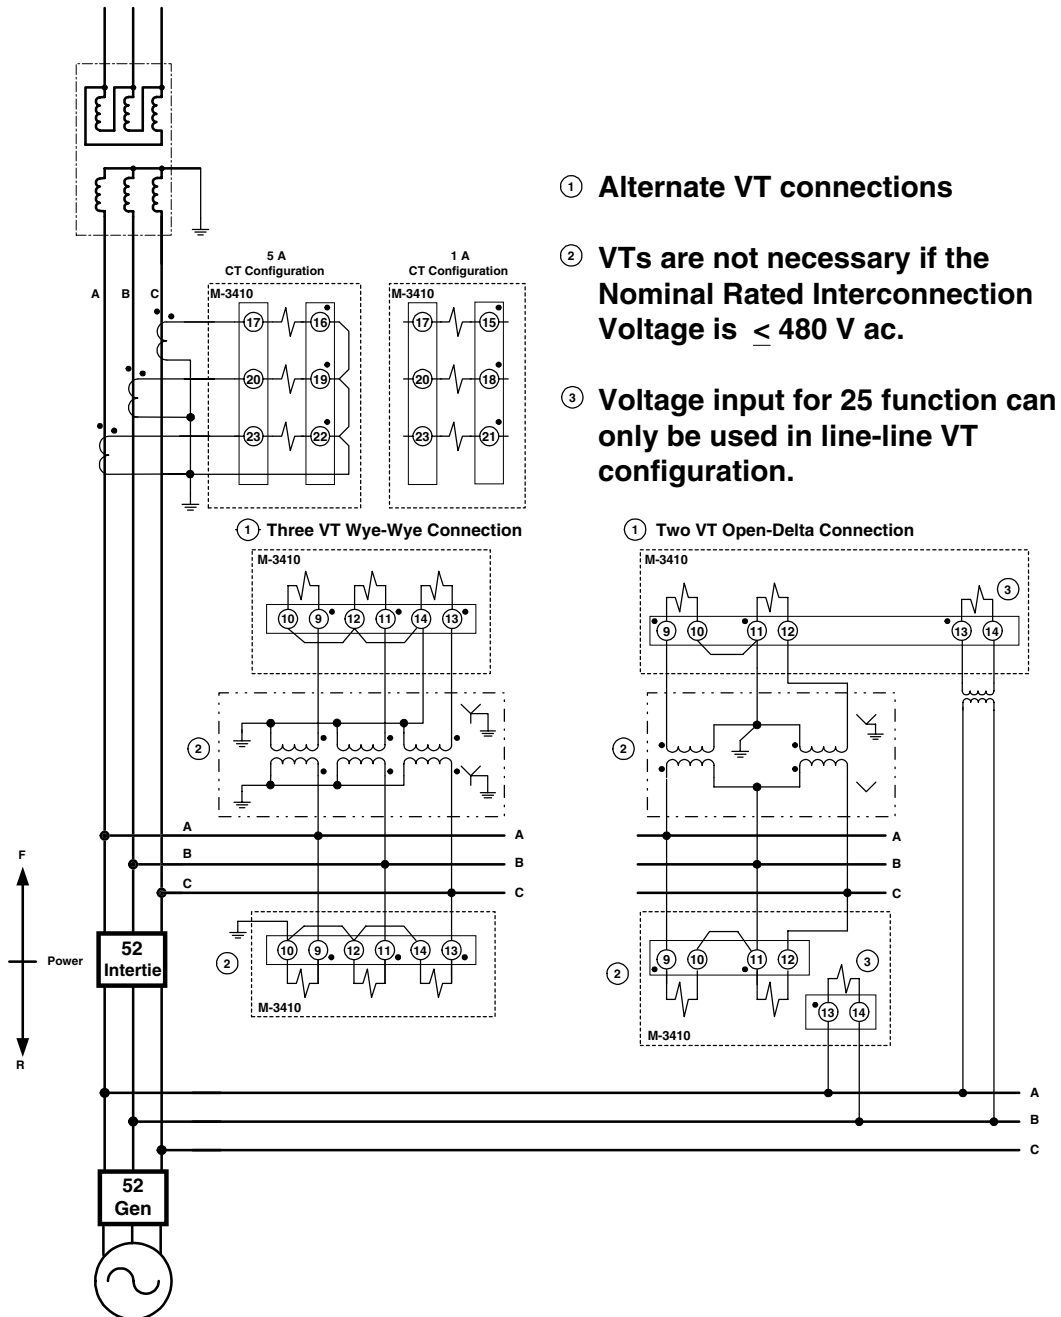 ① Alternate VT connections
② VTs are not necessary if the
Nominal Rated Interconnection
Voltage is ≤ 480 V ac.
③ Voltage input for 25 function can
only be used in line-line VT
configuration.
A B C
5 A
CT Configuration
M-3410
17 16
20 19
23 22
1 A
CT Configuration
M-3410
17 15
20 18
23 21
① Three VT Wye-Wye Connection
M-3410
10 9 12 11 14 13
②
A A
B B
C C
10 9 12 11 14 13
②
M-3410
① Two VT Open-Delta Connection
M-3410
③
9 10 11 12 13 14
②
A
B
C
9 10 11 12
②
③
13 14
M-3410
F
Power
R
52
Intertie
A
B
C
52
Gen